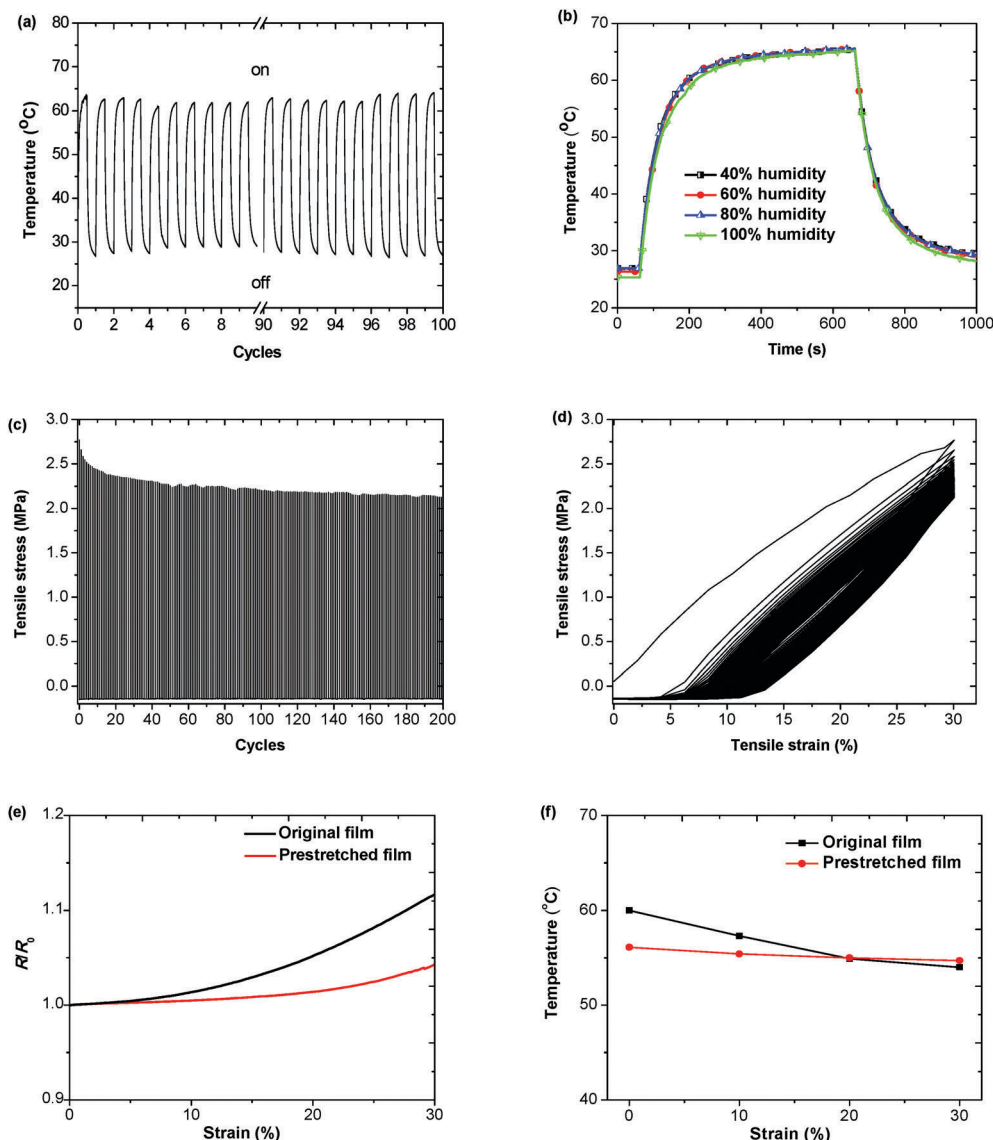 (a)
80
70
60
50
40
30
20
Temperature (°C)
on
off
0 2 4 6 8 90 92 94 96 98 100
Cycles
(b)
70
60
50
40
30
20
Temperature (°C)
40% humidity
60% humidity
80% humidity
100% humidity
0 200 400 600 800 1000
Time (s)
(c)
3.0
2.5
2.0
1.5
1.0
0.5
0.0
Tensile stress (MPa)
0 20 40 60 80 100 120 140 160 180 200
Cycles
(d)
3.0
2.5
2.0
1.5
1.0
0.5
0.0
Tensile stress (MPa)
0 5 10 15 20 25 30
Tensile strain (%)
(e)
1.2
1.1
1.0
0.9
R/R0
Original film
Prestretched film
0 10 20 30
Strain (%)
(f)
70
60
50
40
Temperature (°C)
Original film
Prestretched film
0 10 20 30
Strain (%)